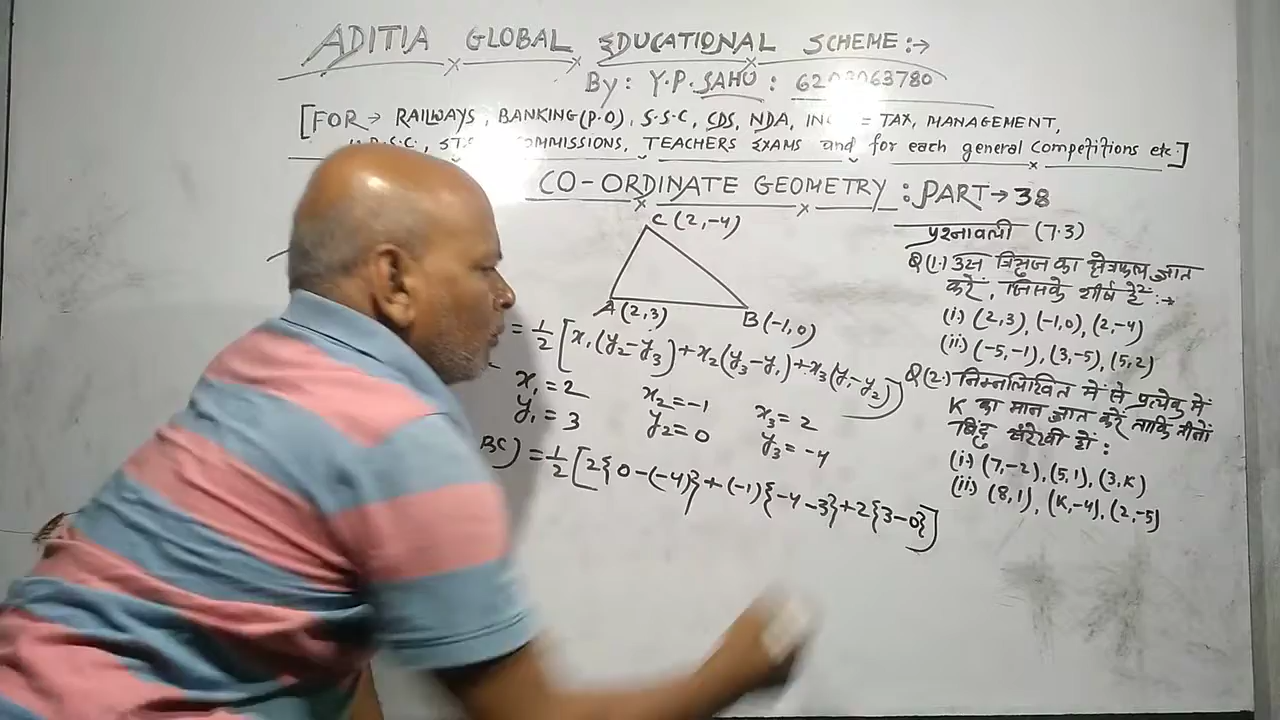 ADITIA GLOBAL EDUCATIONAL SCHEME:→
By: Y.P. SAHU: 6203063780
[FOR → RAILWAYS, BANKING(P.O), S.S.C, CDS, NDA, = TAX, MANAGEMENT,
COMMISSIONS, TEACHERS EXAMS and for each general Competitions etc.]
CO-ORDINATE GEOMETRY: PART → 38
C(2,-4)
A(2,3)
B(-1,0)
= 1/2 [x₁(y₂-y₃)+x₂(y₃-y₁)+x₃(y₁-y₂)]
x₁=2 x₂=-1 x₃=2
y₁=3 y₂=0 y₃=-4
BC) = 1/2 [2{0-(-4)}+(-1){-4-3}+2{3-0}]
प्रश्नावली (7.3)
Q(1.) उस त्रिभुज का क्षेत्रफल ज्ञात
करें, जिसके शीर्ष हैं:→
(i) (2,3), (-1,0), (2,-4)
(ii) (-5,-1), (3,-5), (5,2)
Q(2.) निम्नलिखित में से प्रत्येक में
K का मान ज्ञात करें ताकि तीनों
बिंदु संरेखी हों:
(i) (7,-2), (5,1), (3,K)
(ii) (8,1), (K,-4), (2,-5)